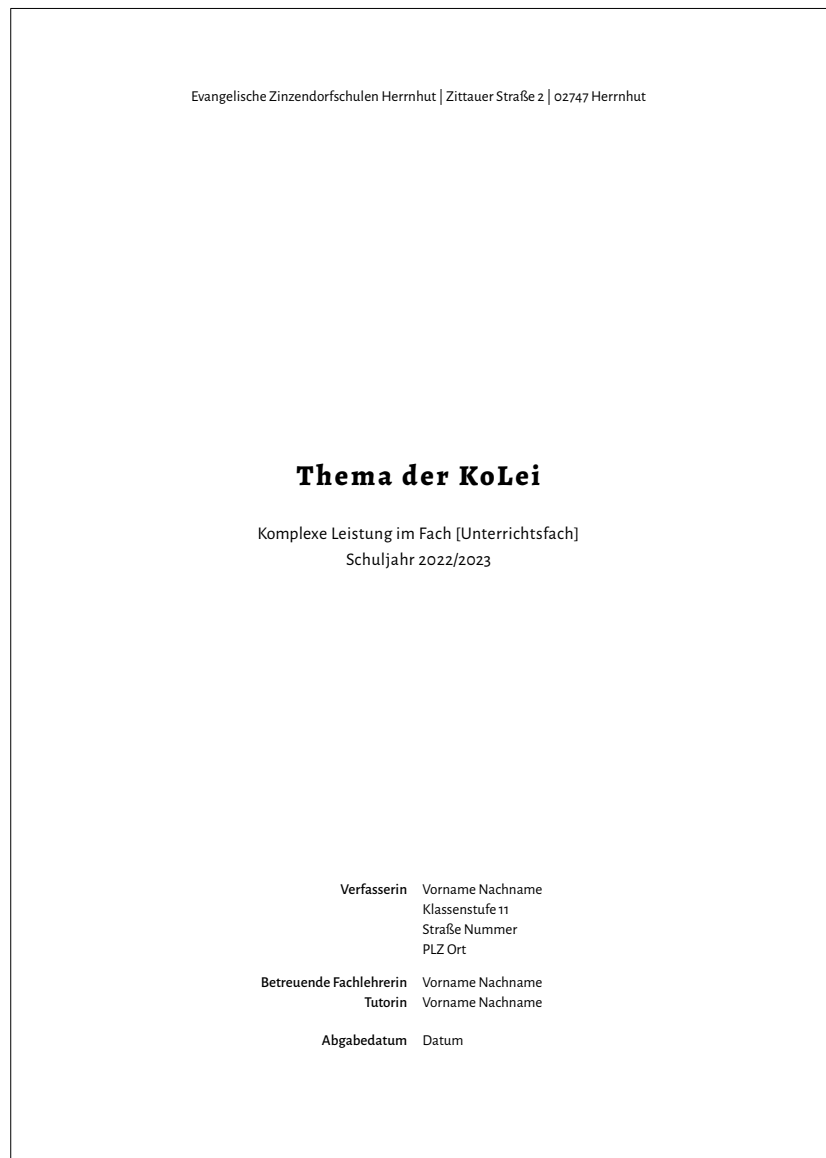 Evangelische Zinzendorfschulen Herrnhut | Zittauer Straße 2 | 02747 Herrnhut
Thema der KoLei
Komplexe Leistung im Fach [Unterrichtsfach]
Schuljahr 2022/2023
Verfasserin Vorname Nachname
Klassenstufe 11
Straße Nummer
PLZ Ort
Betreuende Fachlehrerin Vorname Nachname
Tutorin Vorname Nachname
Abgabedatum Datum